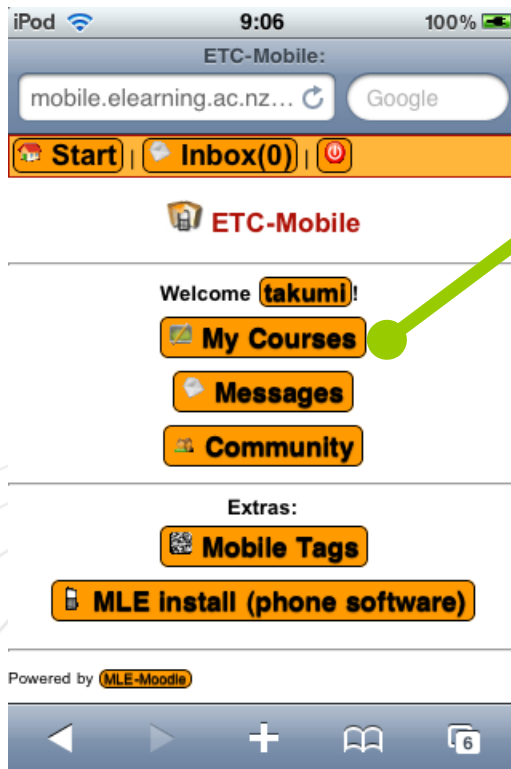 iPod 9:06 100%
ETC-Mobile:
mobile.elearning.ac.nz... Google
Start | Inbox(0) |
ETC-Mobile
Welcome takumi!
My Courses
Messages
Community
Extras:
Mobile Tags
MLE install (phone software)
Powered by MLE-Moodle
6